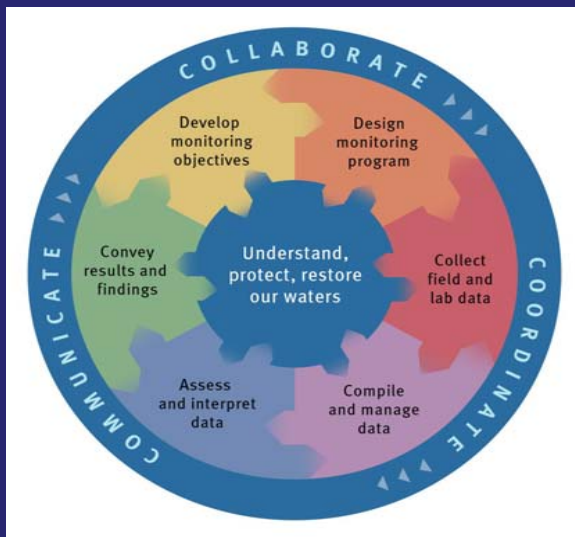 COLLABORATE
Develop
monitoring
objectives
Design
monitoring
program
Convey
results and
findings
Understand,
protect, restore
our waters
Collect
field and
lab data
Assess
and interpret
data
Compile
and manage
data
COORDINATE
COMMUNICATE